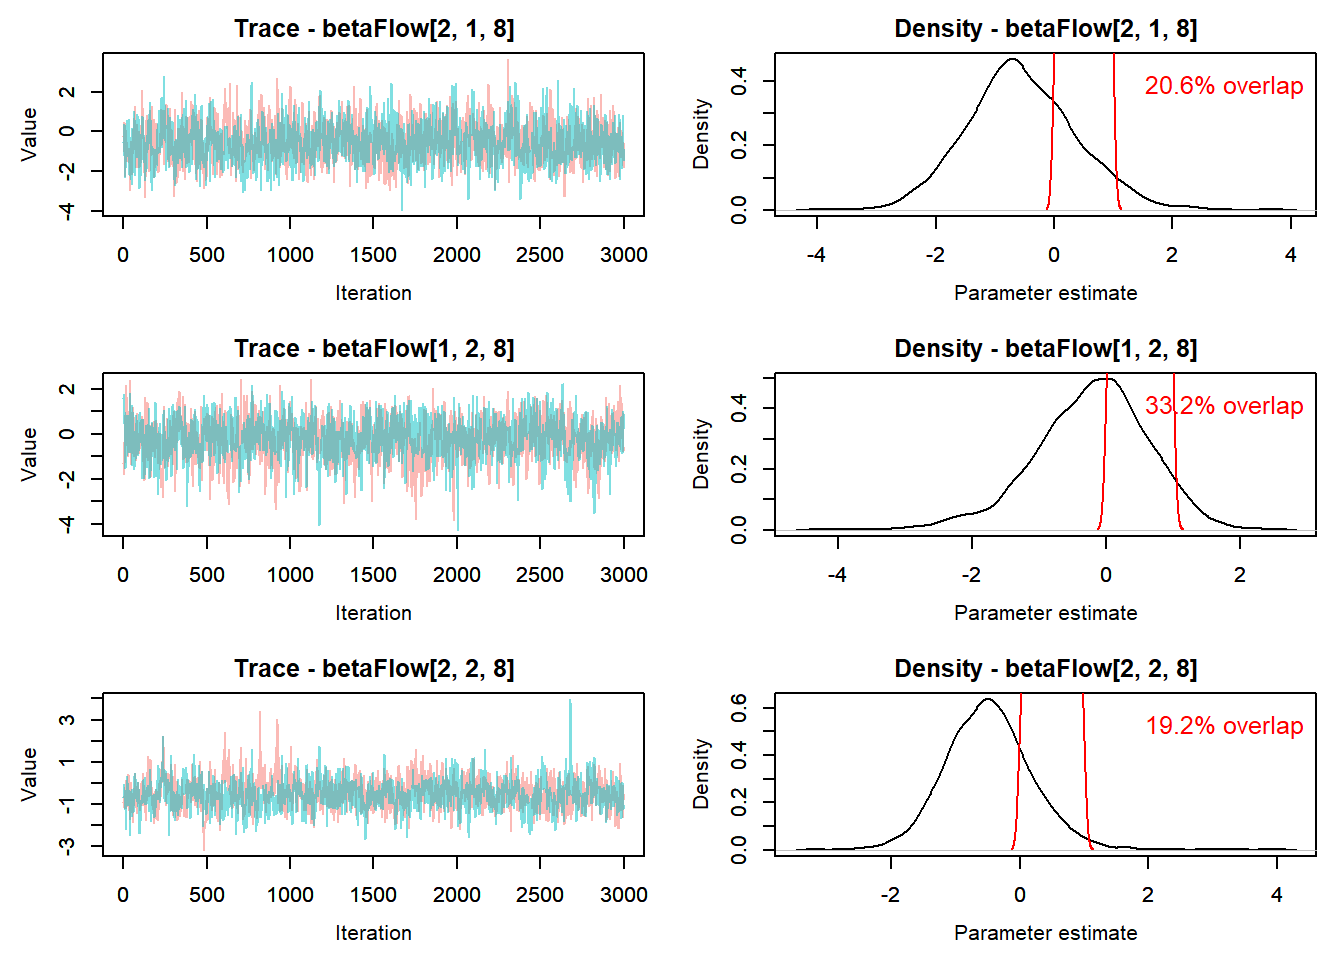 Trace - betaFlow[2, 1, 8]
Value
-4 -2 0 2
0 500 1000 1500 2000 2500 3000
Iteration
Density - betaFlow[2, 1, 8]
Density
0.0 0.2 0.4
20.6% overlap
-4 -2 0 2 4
Parameter estimate
Trace - betaFlow[1, 2, 8]
Value
-4 -2 0 2
0 500 1000 1500 2000 2500 3000
Iteration
Density - betaFlow[1, 2, 8]
Density
0.0 0.2 0.4
33.2% overlap
-4 -2 0 2
Parameter estimate
Trace - betaFlow[2, 2, 8]
Value
-3 -1 1 3
0 500 1000 1500 2000 2500 3000
Iteration
Density - betaFlow[2, 2, 8]
Density
0.0 0.2 0.4 0.6
19.2% overlap
-2 0 2 4
Parameter estimate